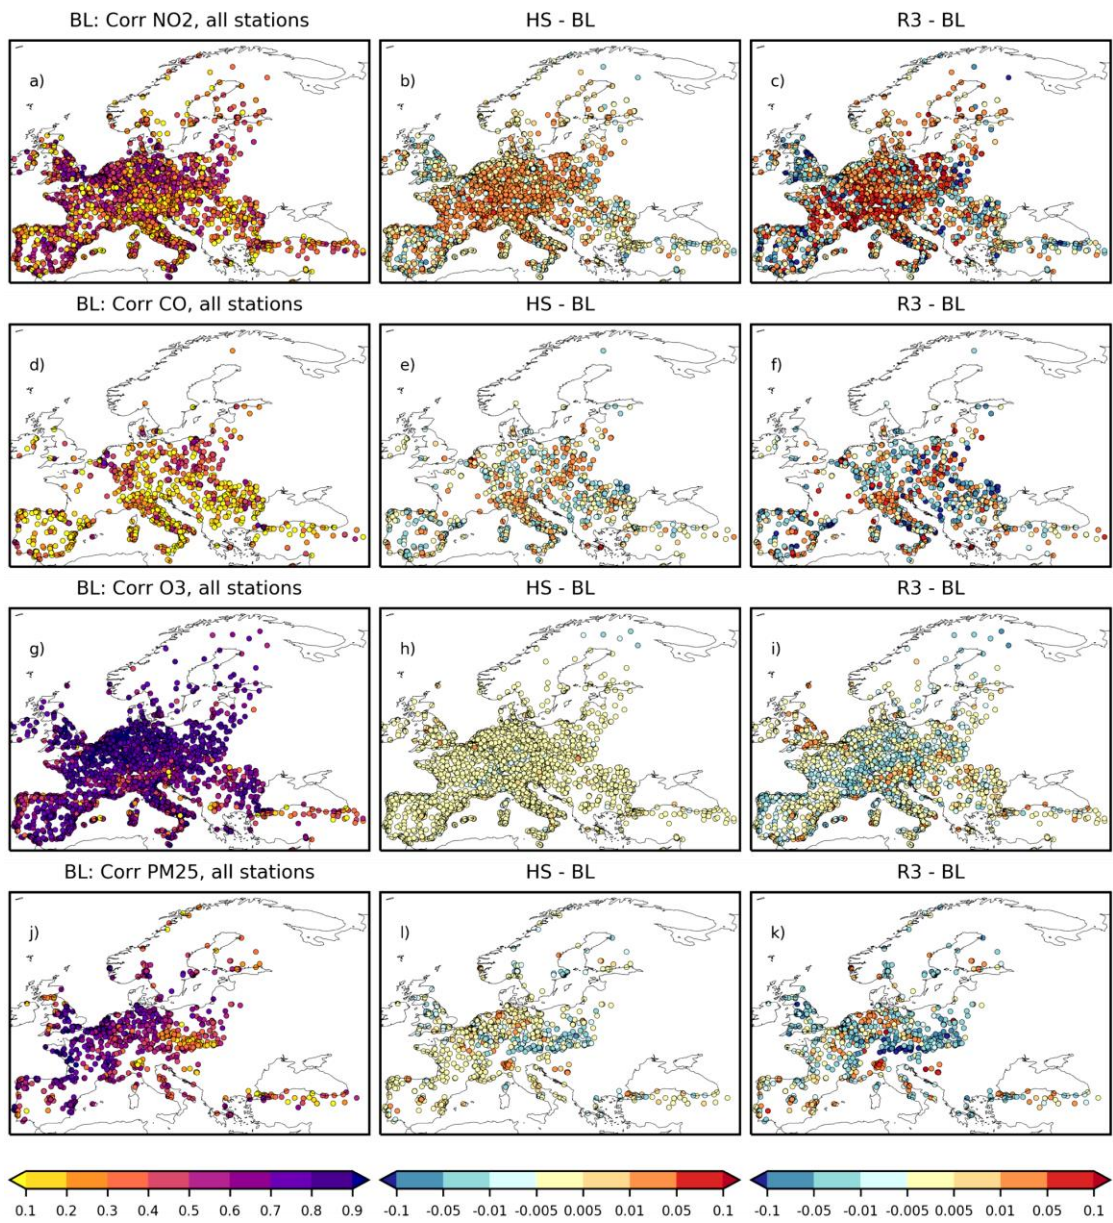 BL: Corr NO2, all stations
HS - BL
R3 - BL
a)
b)
c)
BL: Corr CO, all stations
HS - BL
R3 - BL
d)
e)
f)
BL: Corr O3, all stations
HS - BL
R3 - BL
g)
h)
i)
BL: Corr PM25, all stations
HS - BL
R3 - BL
j)
l)
k)
0.1 0.2 0.3 0.4 0.5 0.6 0.7 0.8 0.9
-0.1 -0.05 -0.01 -0.005 0.005 0.01 0.05 0.1
-0.1 -0.05 -0.01 -0.005 0.005 0.01 0.05 0.1